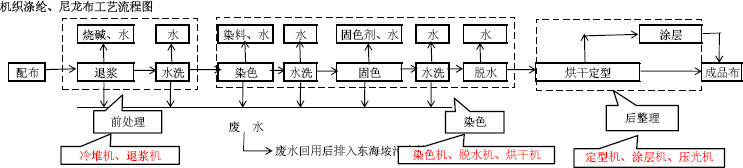 机织涤纶、尼龙布工艺流程图
烧碱、水 水 染料、水 水 固色剂、水 水 水 涂层
配布 退浆 水洗 染色 水洗 固色 水洗 脱水 烘干定型 成品布
前处理 染色 后整理
废 水
冷堆机、退浆机 废水回用后排入东海垵 染色机、脱水机、烘干机 定型机、涂层机、压光机